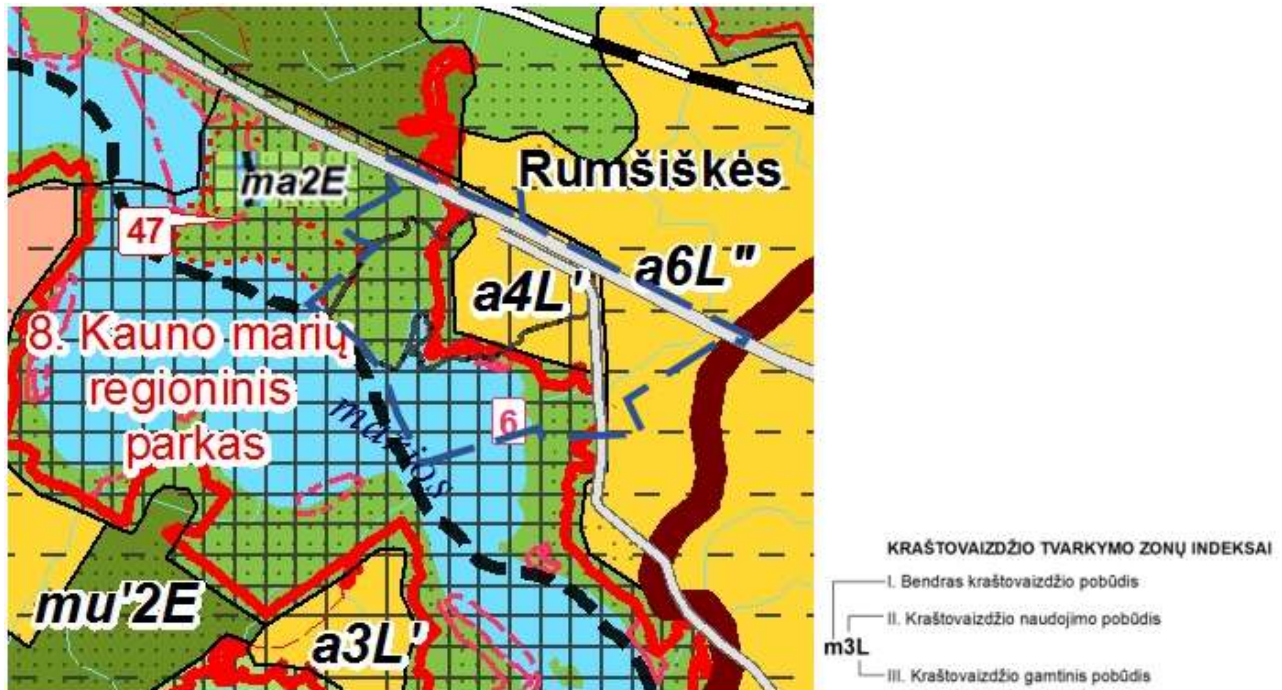 ma2E
Rumšiškės
47
a4L'
a6L"
8. Kauno marių
regioninis
parkas
marios
6
mu'2E
a3L'
KRAŠTOVAIZDŽIO TVARKYMO ZONŲ INDEKSAI
I. Bendras kraštovaizdžio pobūdis
II. Kraštovaizdžio naudojimo pobūdis
m3L
III. Kraštovaizdžio gamtinis pobūdis